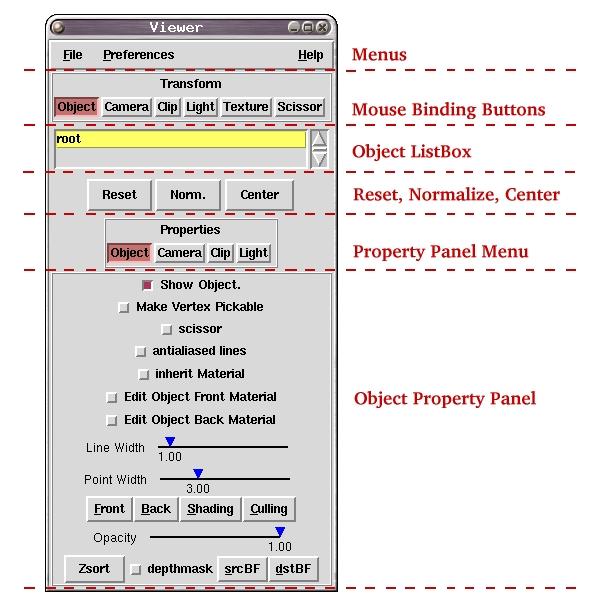 Viewer
File Preferences Help
Menus
Transform
Object Camera Clip Light Texture Scissor
Mouse Binding Buttons
root
Object ListBox
Reset Norm. Center
Reset, Normalize, Center
Properties
Object Camera Clip Light
Property Panel Menu
Show Object.
Make Vertex Pickable
scissor
antialiased lines
inherit Material
Edit Object Front Material
Object Property Panel
Edit Object Back Material
Line Width
1.00
Point Width
3.00
Front Back Shading Culling
Opacity
1.00
Zsort depthmask srcBF dstBF